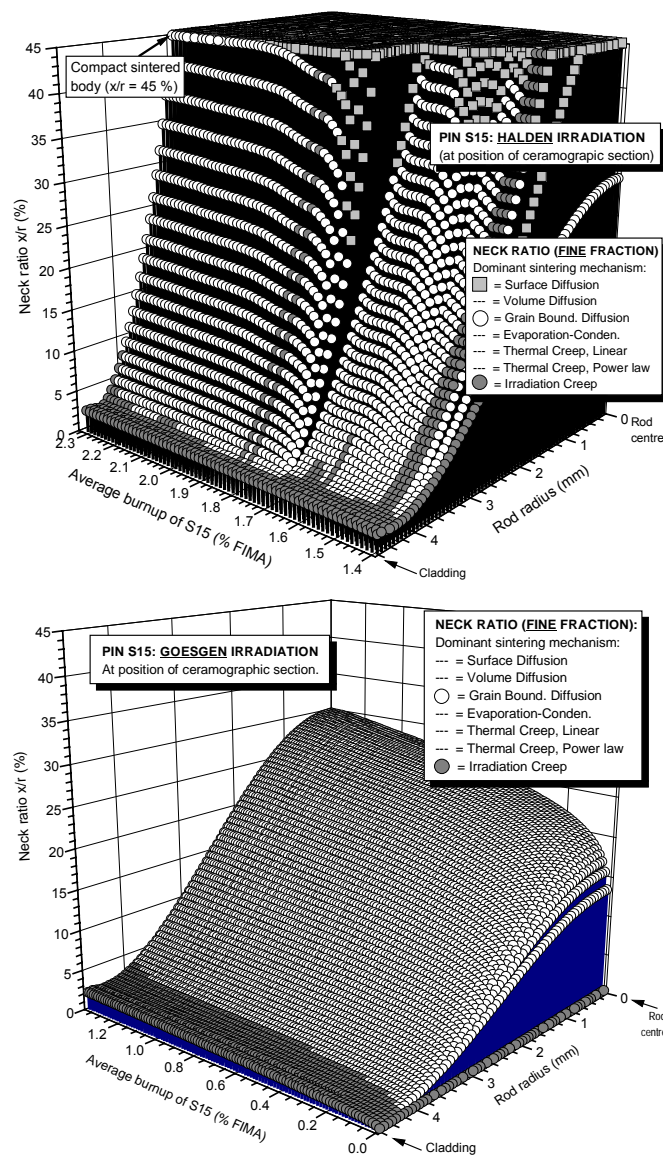 45
40
35
30
25
20
15
10
5
0
Neck ratio x/r (%)
Compact sintered
body (x/r = 45 %)
PIN S15: HALDEN IRRADIATION
(at position of ceramograpic section)
NECK RATIO (FINE FRACTION)
Dominant sintering mechanism:
= Surface Diffusion
--- = Volume Diffusion
= Grain Bound. Diffusion
--- = Evaporation-Conden.
--- = Thermal Creep, Linear
--- = Thermal Creep, Power law
= Irradiation Creep
2.3
2.2
2.1
2.0
1.9
1.8
1.7
1.6
1.5
1.4
Average burnup of S15 (% FIMA)
0
1
2
3
4
Rod radius (mm)
Rod
centre
Cladding
45
40
35
30
25
20
15
10
5
0
Neck ratio x/r (%)
PIN S15: GOESGEN IRRADIATION
At position of ceramographic section.
NECK RATIO (FINE FRACTION):
Dominant sintering mechanism:
--- = Surface Diffusion
--- = Volume Diffusion
= Grain Bound. Diffusion
--- = Evaporation-Conden.
--- = Thermal Creep, Linear
--- = Thermal Creep, Power law
= Irradiation Creep
1.2
1.0
0.8
0.6
0.4
0.2
0.0
Average burnup of S15 (% FIMA)
0
1
2
3
4
Rod radius (mm)
Ro
centre
Cladding